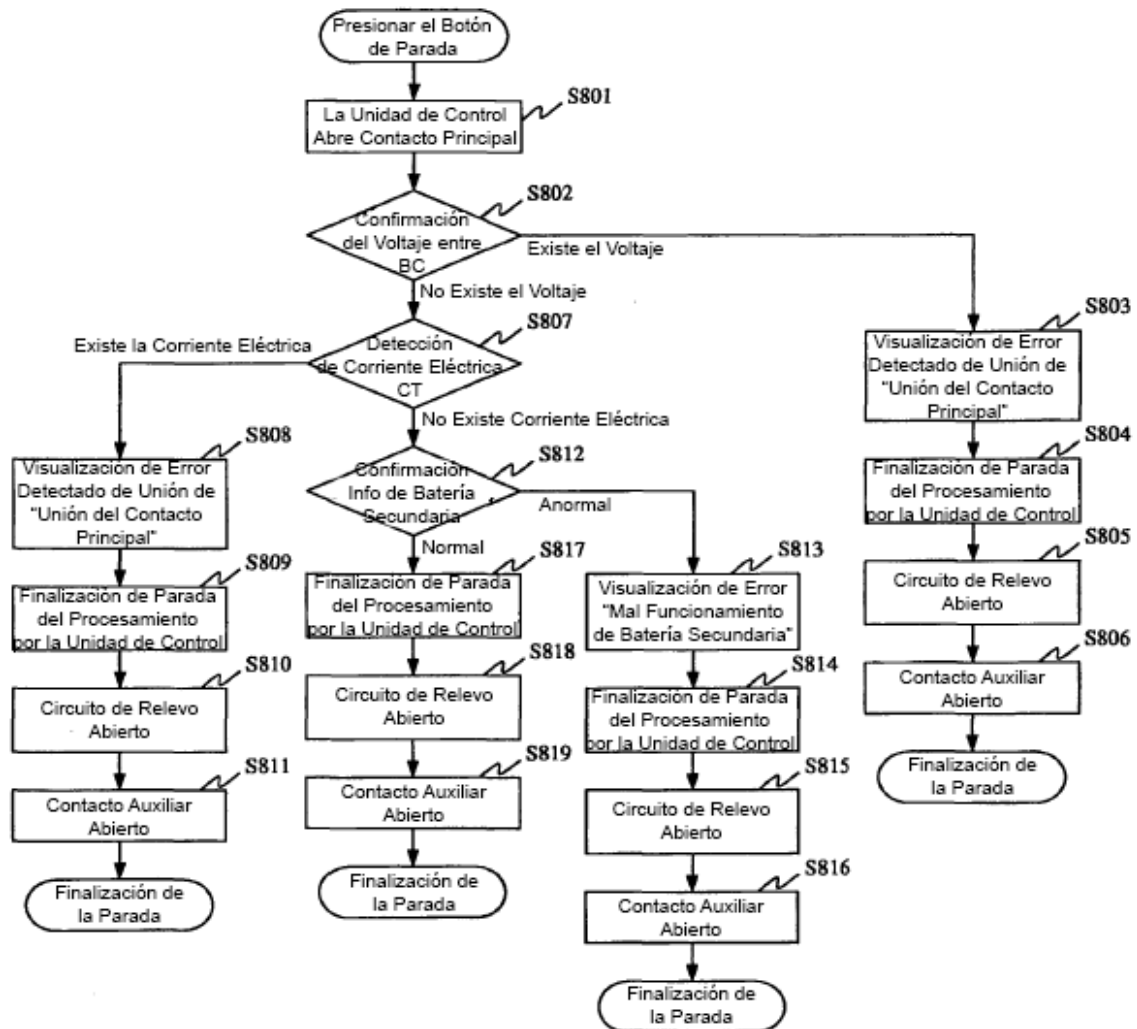 Presionar el Botón
de Parada
S801
La Unidad de Control
Abre Contacto Principal
S802
Confirmación
del Voltaje entre
BC
Existe el Voltaje
No Existe el Voltaje
S807
Detección
de Corriente Eléctrica
CT
Existe la Corriente Eléctrica
No Existe Corriente Eléctrica
S803
Visualización de Error
Detectado de Unión de
"Unión del Contacto
Principal"
S804
Finalización de Parada
del Procesamiento
por la Unidad de Control
S805
Circuito de Relevo
Abierto
S806
Contacto Auxiliar
Abierto
Finalización de
la Parada
S808
Visualización de Error
Detectado de Unión de
"Unión del Contacto
Principal"
S809
Finalización de Parada
del Procesamiento
por la Unidad de Control
S810
Circuito de Relevo
Abierto
S811
Contacto Auxiliar
Abierto
Finalización de
la Parada
S812
Confirmación
Info de Batería
Secundaria
Anormal
Normal
S817
Finalización de Parada
del Procesamiento
por la Unidad de Control
S818
Circuito de Relevo
Abierto
S819
Contacto Auxiliar
Abierto
Finalización de
la Parada
S813
Visualización de Error
"Mal Funcionamiento
de Batería Secundaria"
S814
Finalización de Parada
del Procesamiento
por la Unidad de Control
S815
Circuito de Relevo
Abierto
S816
Contacto Auxiliar
Abierto
Finalización de
la Parada